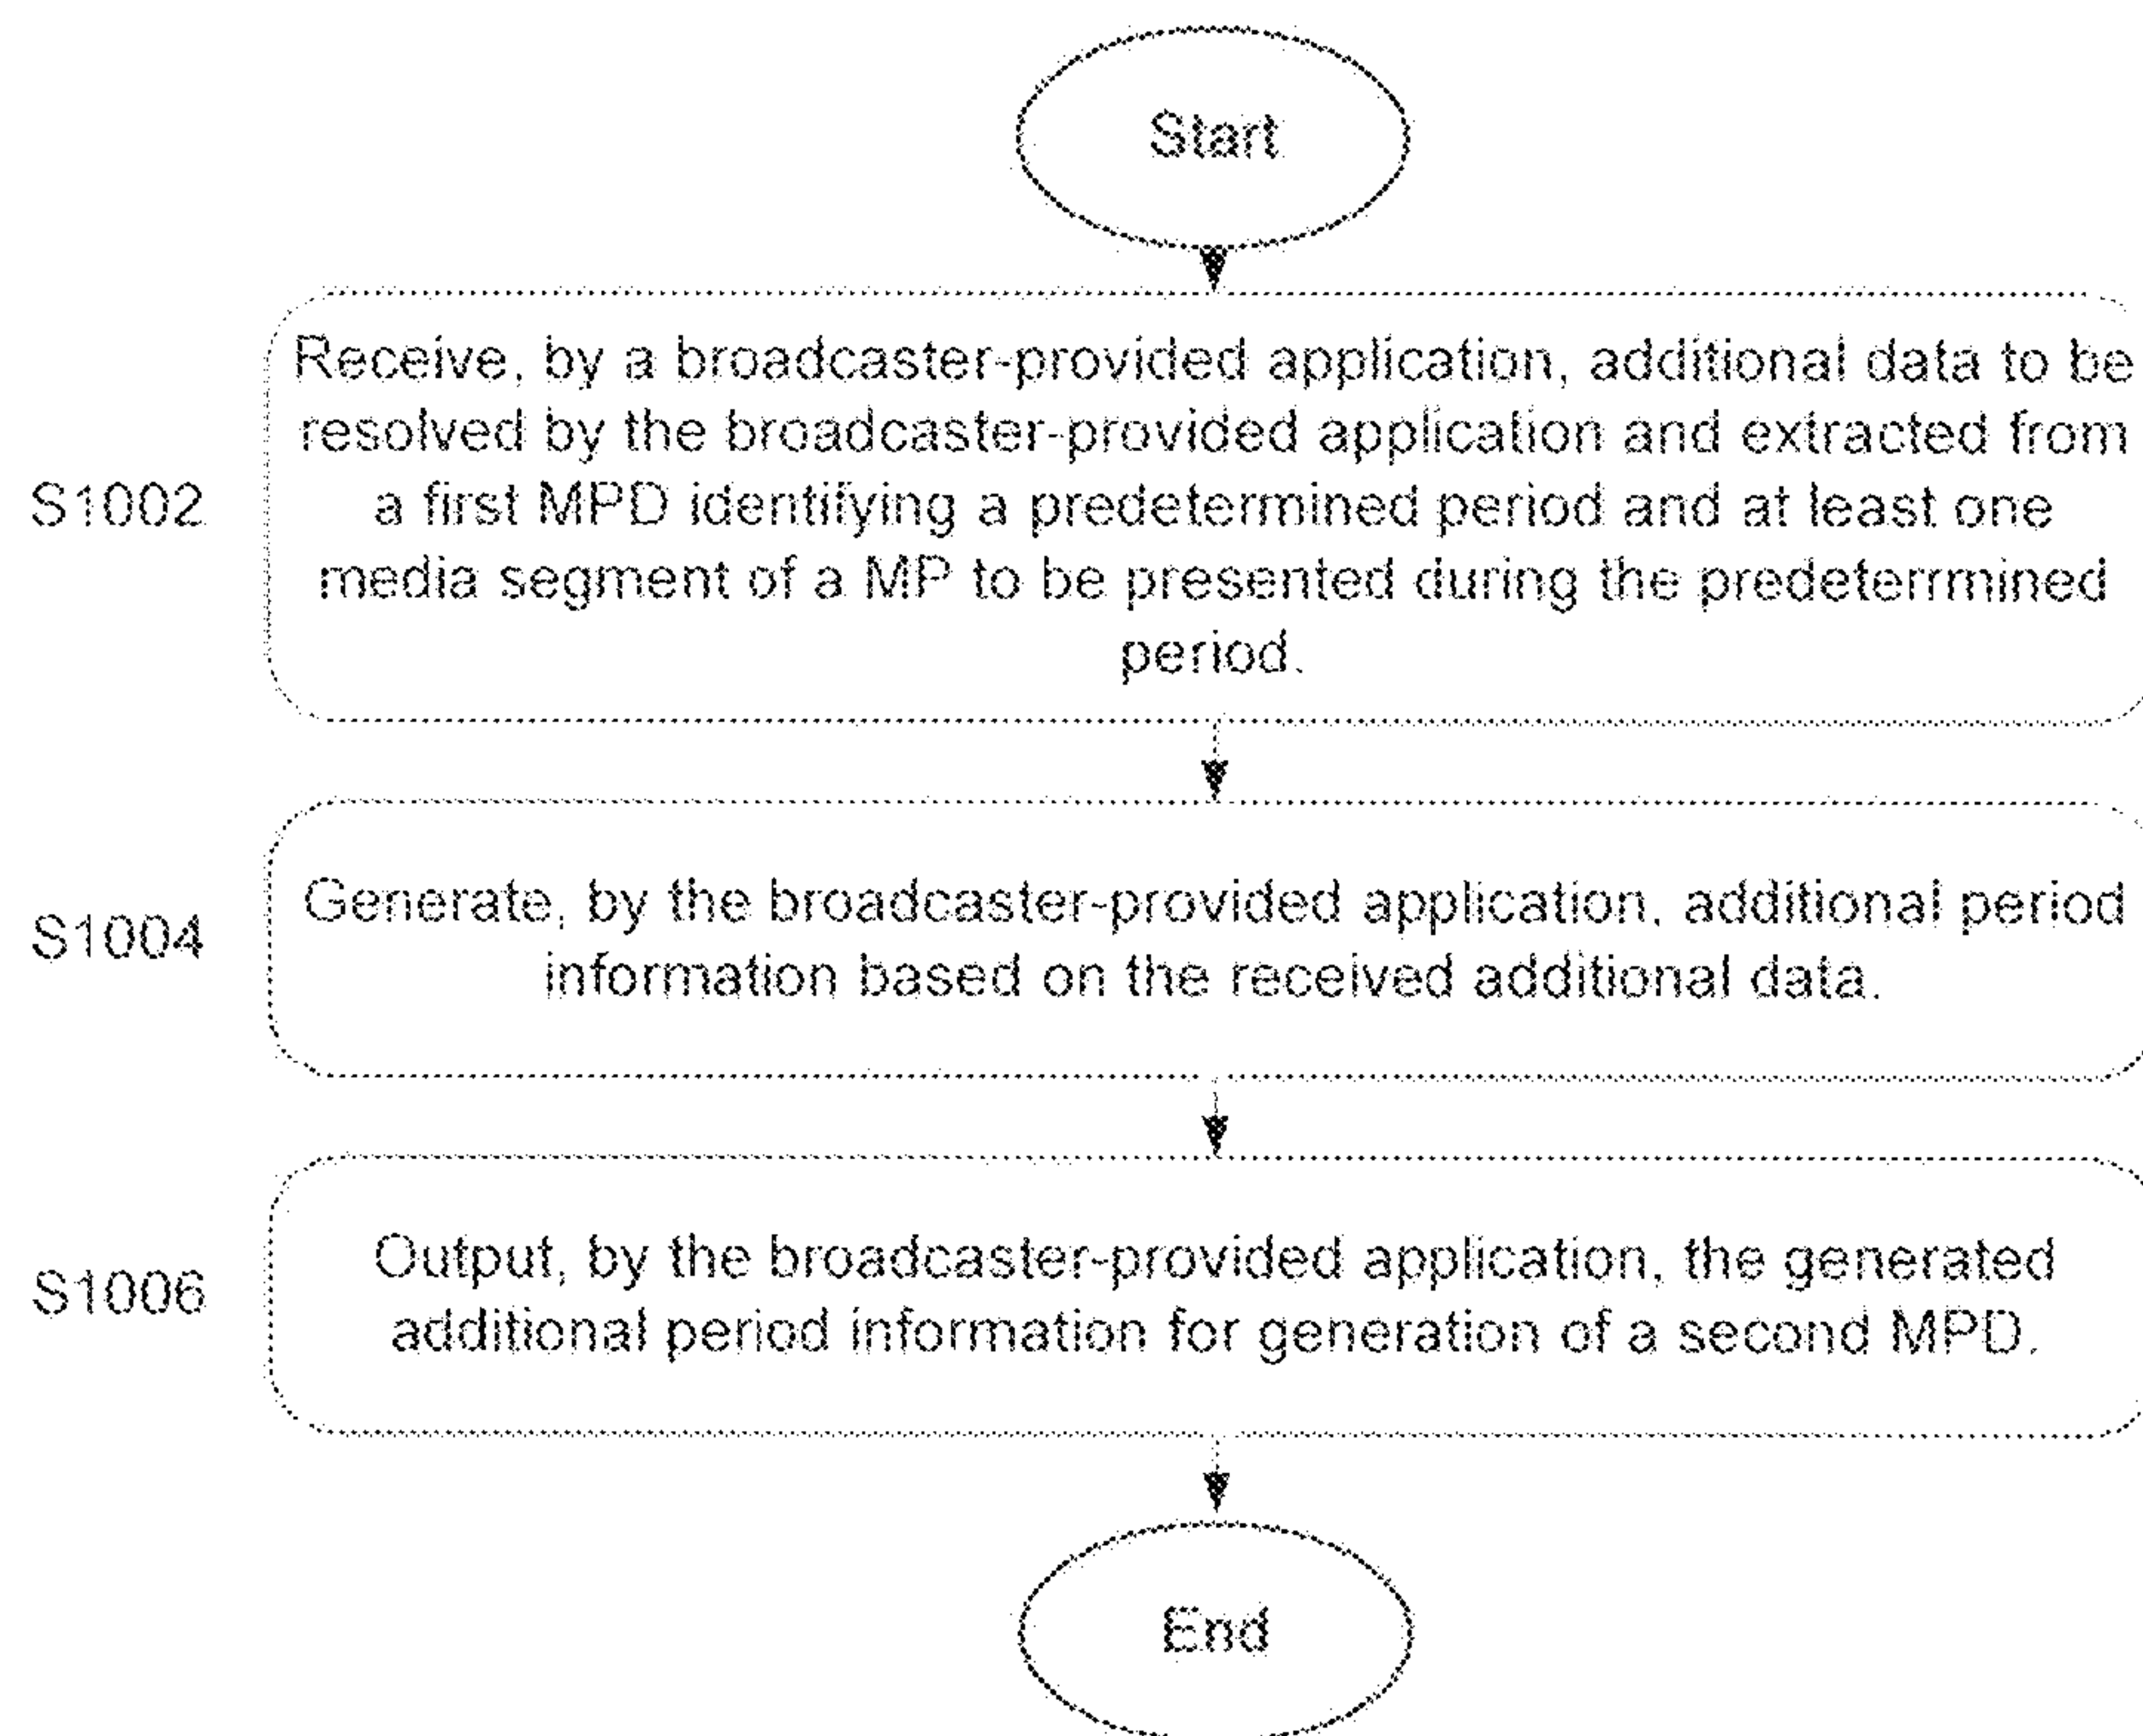 Start
Receive, by a broadcaster-provided application, additional data to be
resolved by the broadcaster-provided application and extracted from
S1002
a first MPD identifying a predetermined period and at least one
media segment of a MP to be presented during the predeterrmined
period.
Generate, by the broadcaster-provided application, additional period
S1004
information based on the received additional data.
Output, by the broadcaster-provided application, the generated
S1006
additional period information for generation of a second MPD.
End